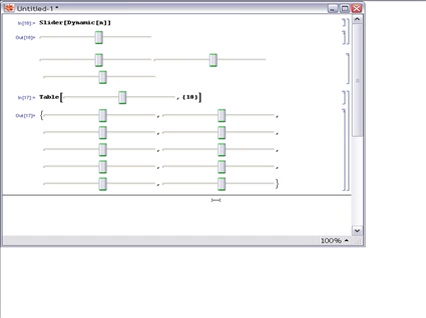 Untitled-1 *
In[16]:= Slider[Dynamic[n]]
Out[16]=
In[17]:= Table[ , {10}]
Out[17]= { , ,
, ,
, ,
, ,
, }
100%